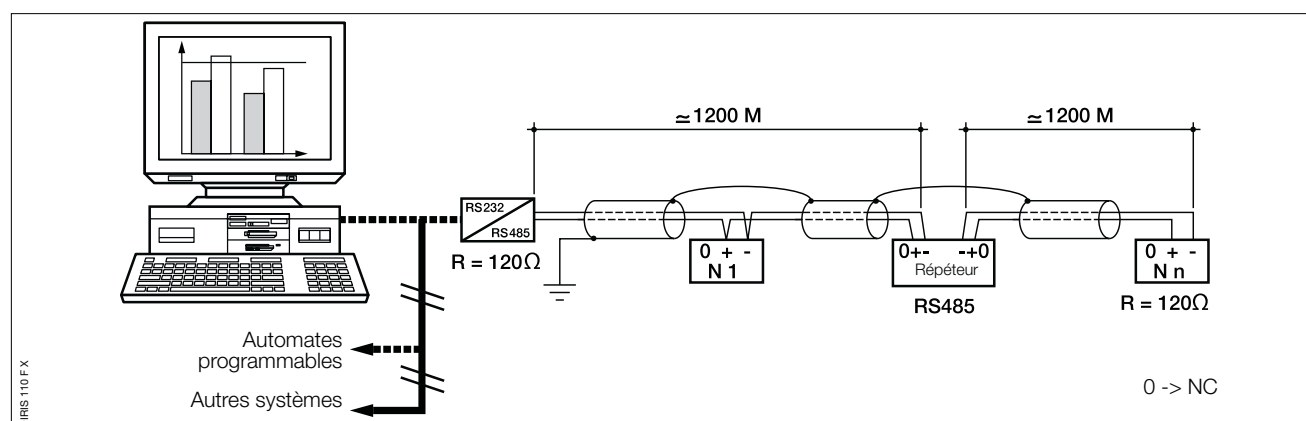 ≃1200 M
≃1200 M
RS232
RS485
R = 120Ω
0 + -
N 1
0+- -+0
Répéteur
RS485
0 + -
N n
R = 120Ω
Automates
programmables
Autres systèmes
0 -> NC
IRIS 110 F X